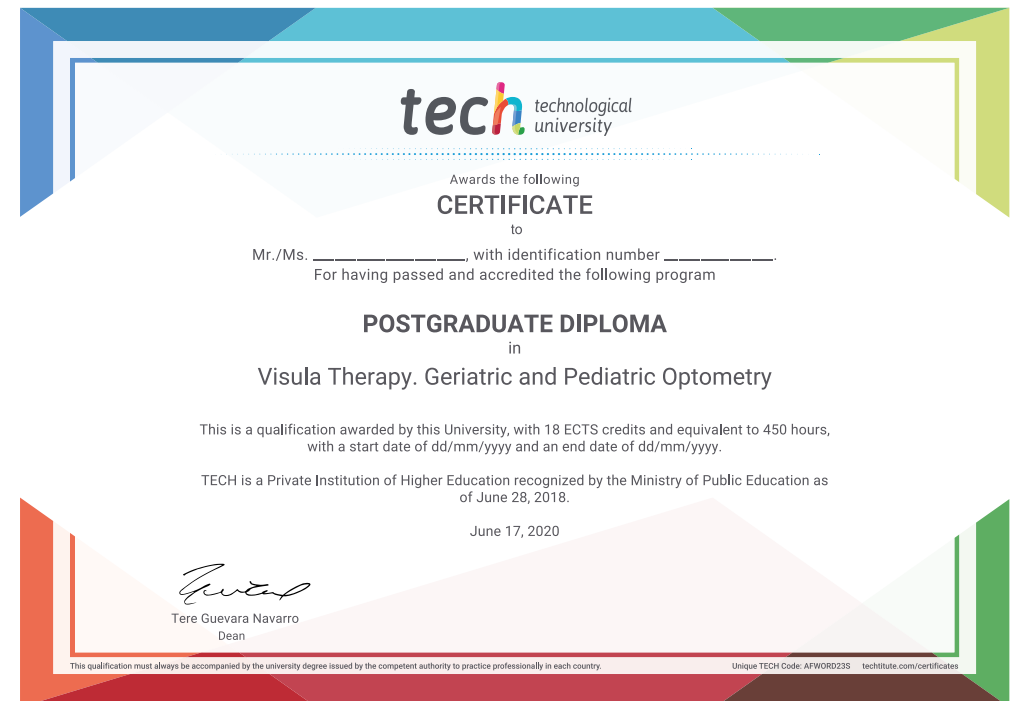 tech technological
university
Awards the following
CERTIFICATE
to
Mr./Ms. ________________, with identification number ____________.
For having passed and accredited the following program
POSTGRADUATE DIPLOMA
in
Visula Therapy. Geriatric and Pediatric Optometry
This is a qualification awarded by this University, with 18 ECTS credits and equivalent to 450 hours,
with a start date of dd/mm/yyyy and an end date of dd/mm/yyyy.
TECH is a Private Institution of Higher Education recognized by the Ministry of Public Education as
of June 28, 2018.
June 17, 2020
Tere Guevara Navarro
Dean
This qualification must always be accompanied by the university degree issued by the competent authority to practice professionally in each country.
Unique TECH Code: AFWORD23S techtitute.com/certificates